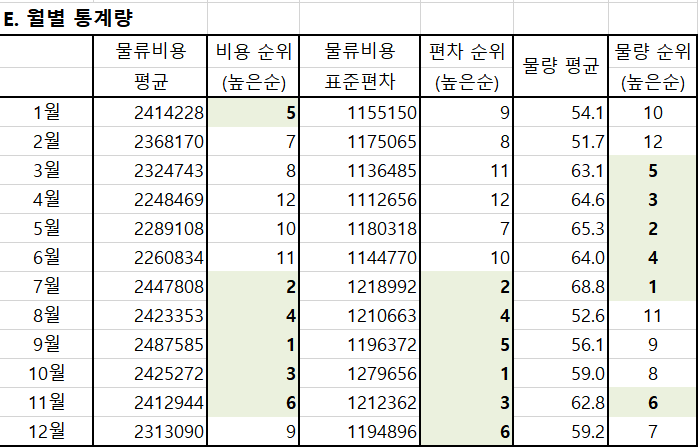 E. 월별 통계량
물류비용 비용 순위 물류비용 편차 순위 물량 평균 물량 순위
평균 (높은순) 표준편차 (높은순) (높은순)
1월 2414228 5 1155150 9 54.1 10
2월 2368170 7 1175065 8 51.7 12
3월 2324743 8 1136485 11 63.1 5
4월 2248469 12 1112656 12 64.6 3
5월 2289108 10 1180318 7 65.3 2
6월 2260834 11 1144770 10 64.0 4
7월 2447808 2 1218992 2 68.8 1
8월 2423353 4 1210663 4 52.6 11
9월 2487585 1 1196372 5 56.1 9
10월 2425272 3 1279656 1 59.0 8
11월 2412944 6 1212362 3 62.8 6
12월 2313090 9 1194896 6 59.2 7